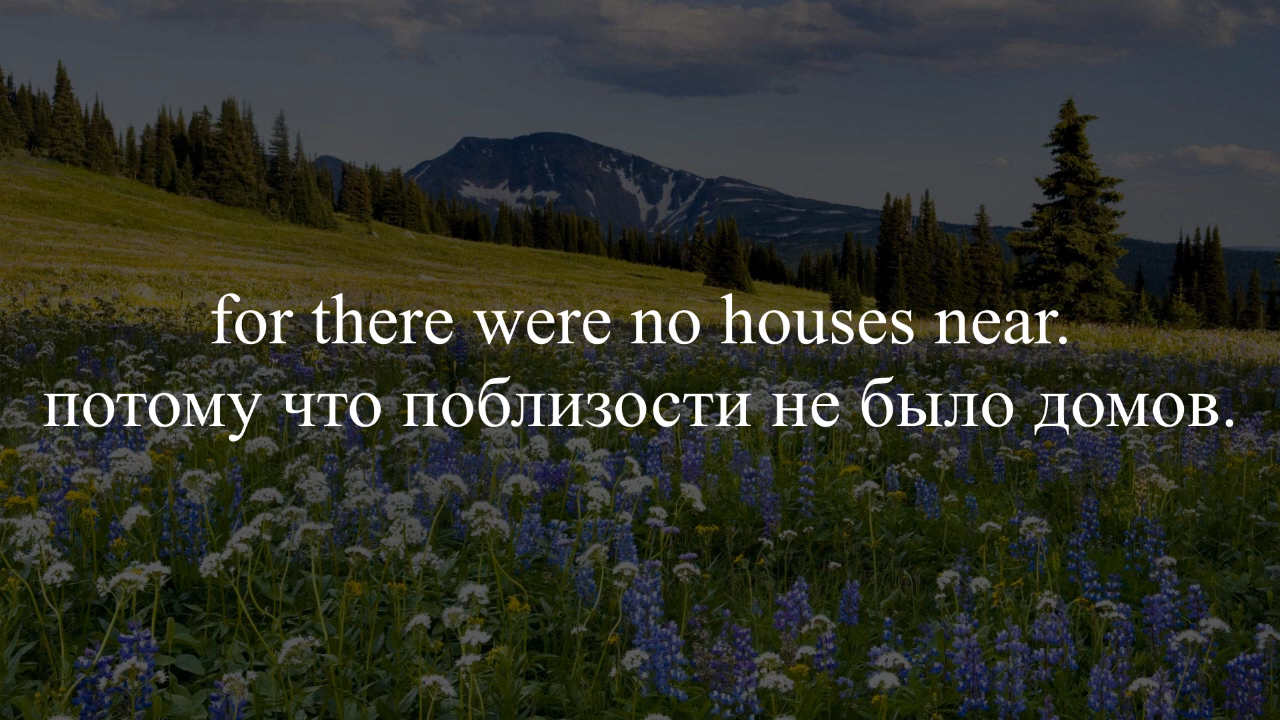 for there were no houses near.
потому что поблизости не было домов.